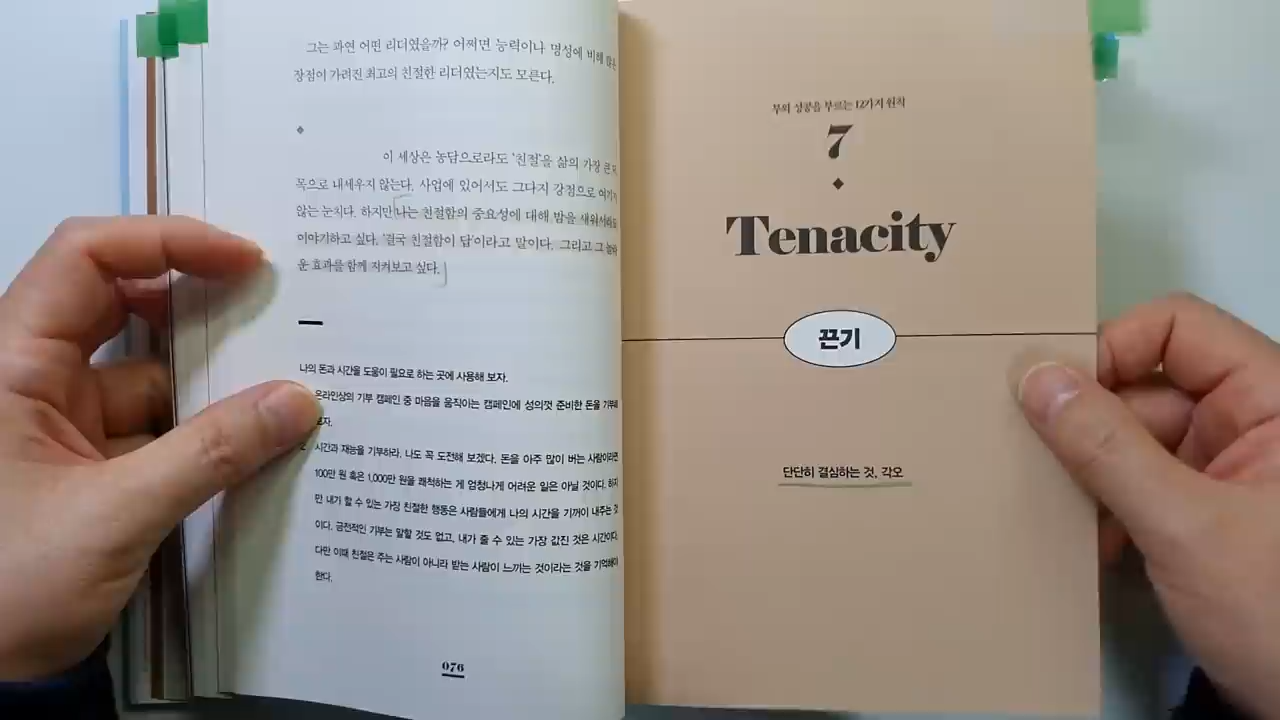 그는 과연 어떤 리더였을까? 어쩌면 능력이나 명성에 비해
장점이 가려진 최고의 친절한 리더였는지도 모른다.
이 세상은 농담으로라도 '친절'을 삶의 가장 큰
목으로 내세우지 않는다. 사업에 있어서도 그다지 강점으로
않는 눈치다. 하지만 나는 친절함의 중요성에 대해 밤을 새워서라도
이야기하고 싶다. '결국 친절함이 답'이라고 말이다. 그리고 그
운 효과를 함께 지켜보고 싶다.
나의 돈과 시간을 도움이 필요로 하는 곳에 사용해 보자.
온라인상의 기부 캠페인 중 마음을 움직이는 캠페인에 성의껏 준비한 돈을 기부해
보자.
2 시간과 재능을 기부하라. 나도 꼭 도전해 보겠다. 돈을 아주 많이 버는 사람이라면
100만 원 혹은 1,000만 원을 쾌척하는 게 엄청나게 어려운 일은 아닐 것이다. 하지
만 내가 할 수 있는 가장 친절한 행동은 사람들에게 나의 시간을 기꺼이 내주는 것
이다. 금전적인 기부는 말할 것도 없고, 내가 줄 수 있는 가장 값진 것은 시간이다.
다만 이때 친절은 주는 사람이 아니라 받는 사람이 느끼는 것이라는 것을 기억해야
한다.
076
부와 성공을 부르는 12가지 원칙
7
Tenacity
끈기
단단히 결심하는 것, 각오